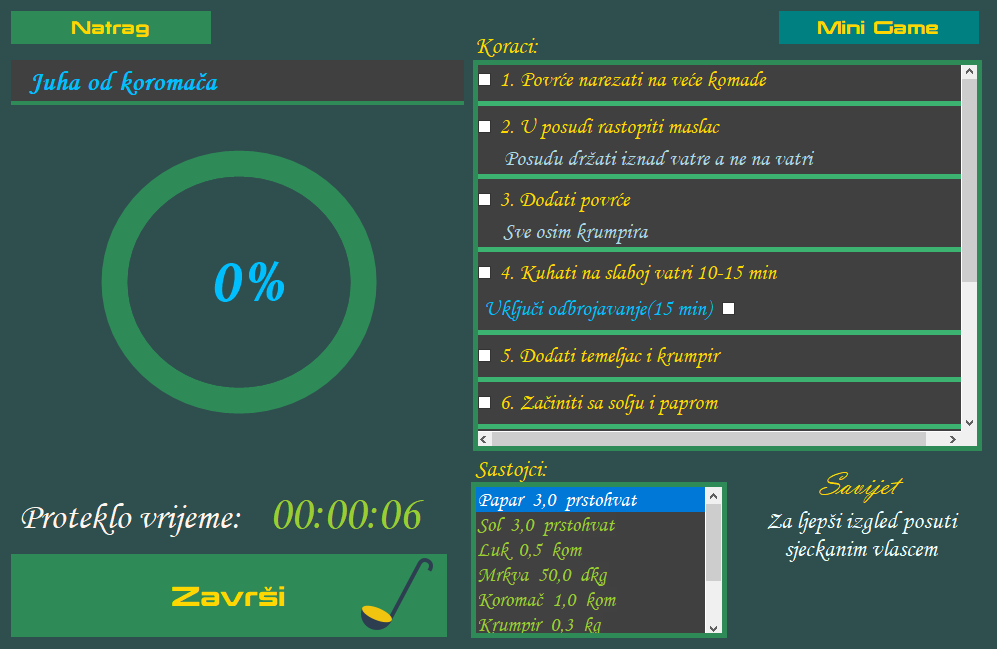 Natrag
Mini Game
Juha od koromača
0%
Proteklo vrijeme: 00:00:06
Završi
Koraci:
1. Povrće narezati na veće komade
2. U posudi rastopiti maslac
Posudu držati iznad vatre a ne na vatri
3. Dodati povrće
Sve osim krumpira
4. Kuhati na slaboj vatri 10-15 min
Uključi odbrojavanje(15 min)
5. Dodati temeljac i krumpir
6. Začiniti sa solju i paprom
Sastojci:
Papar 3,0 prstohvat
Sol 3,0 prstohvat
Luk 0,5 kom
Mrkva 50,0 dkg
Koromač 1,0 kom
Krumpir 0,3 kg
Savijet
Za ljepši izgled posuti
sjeckanim vlascem